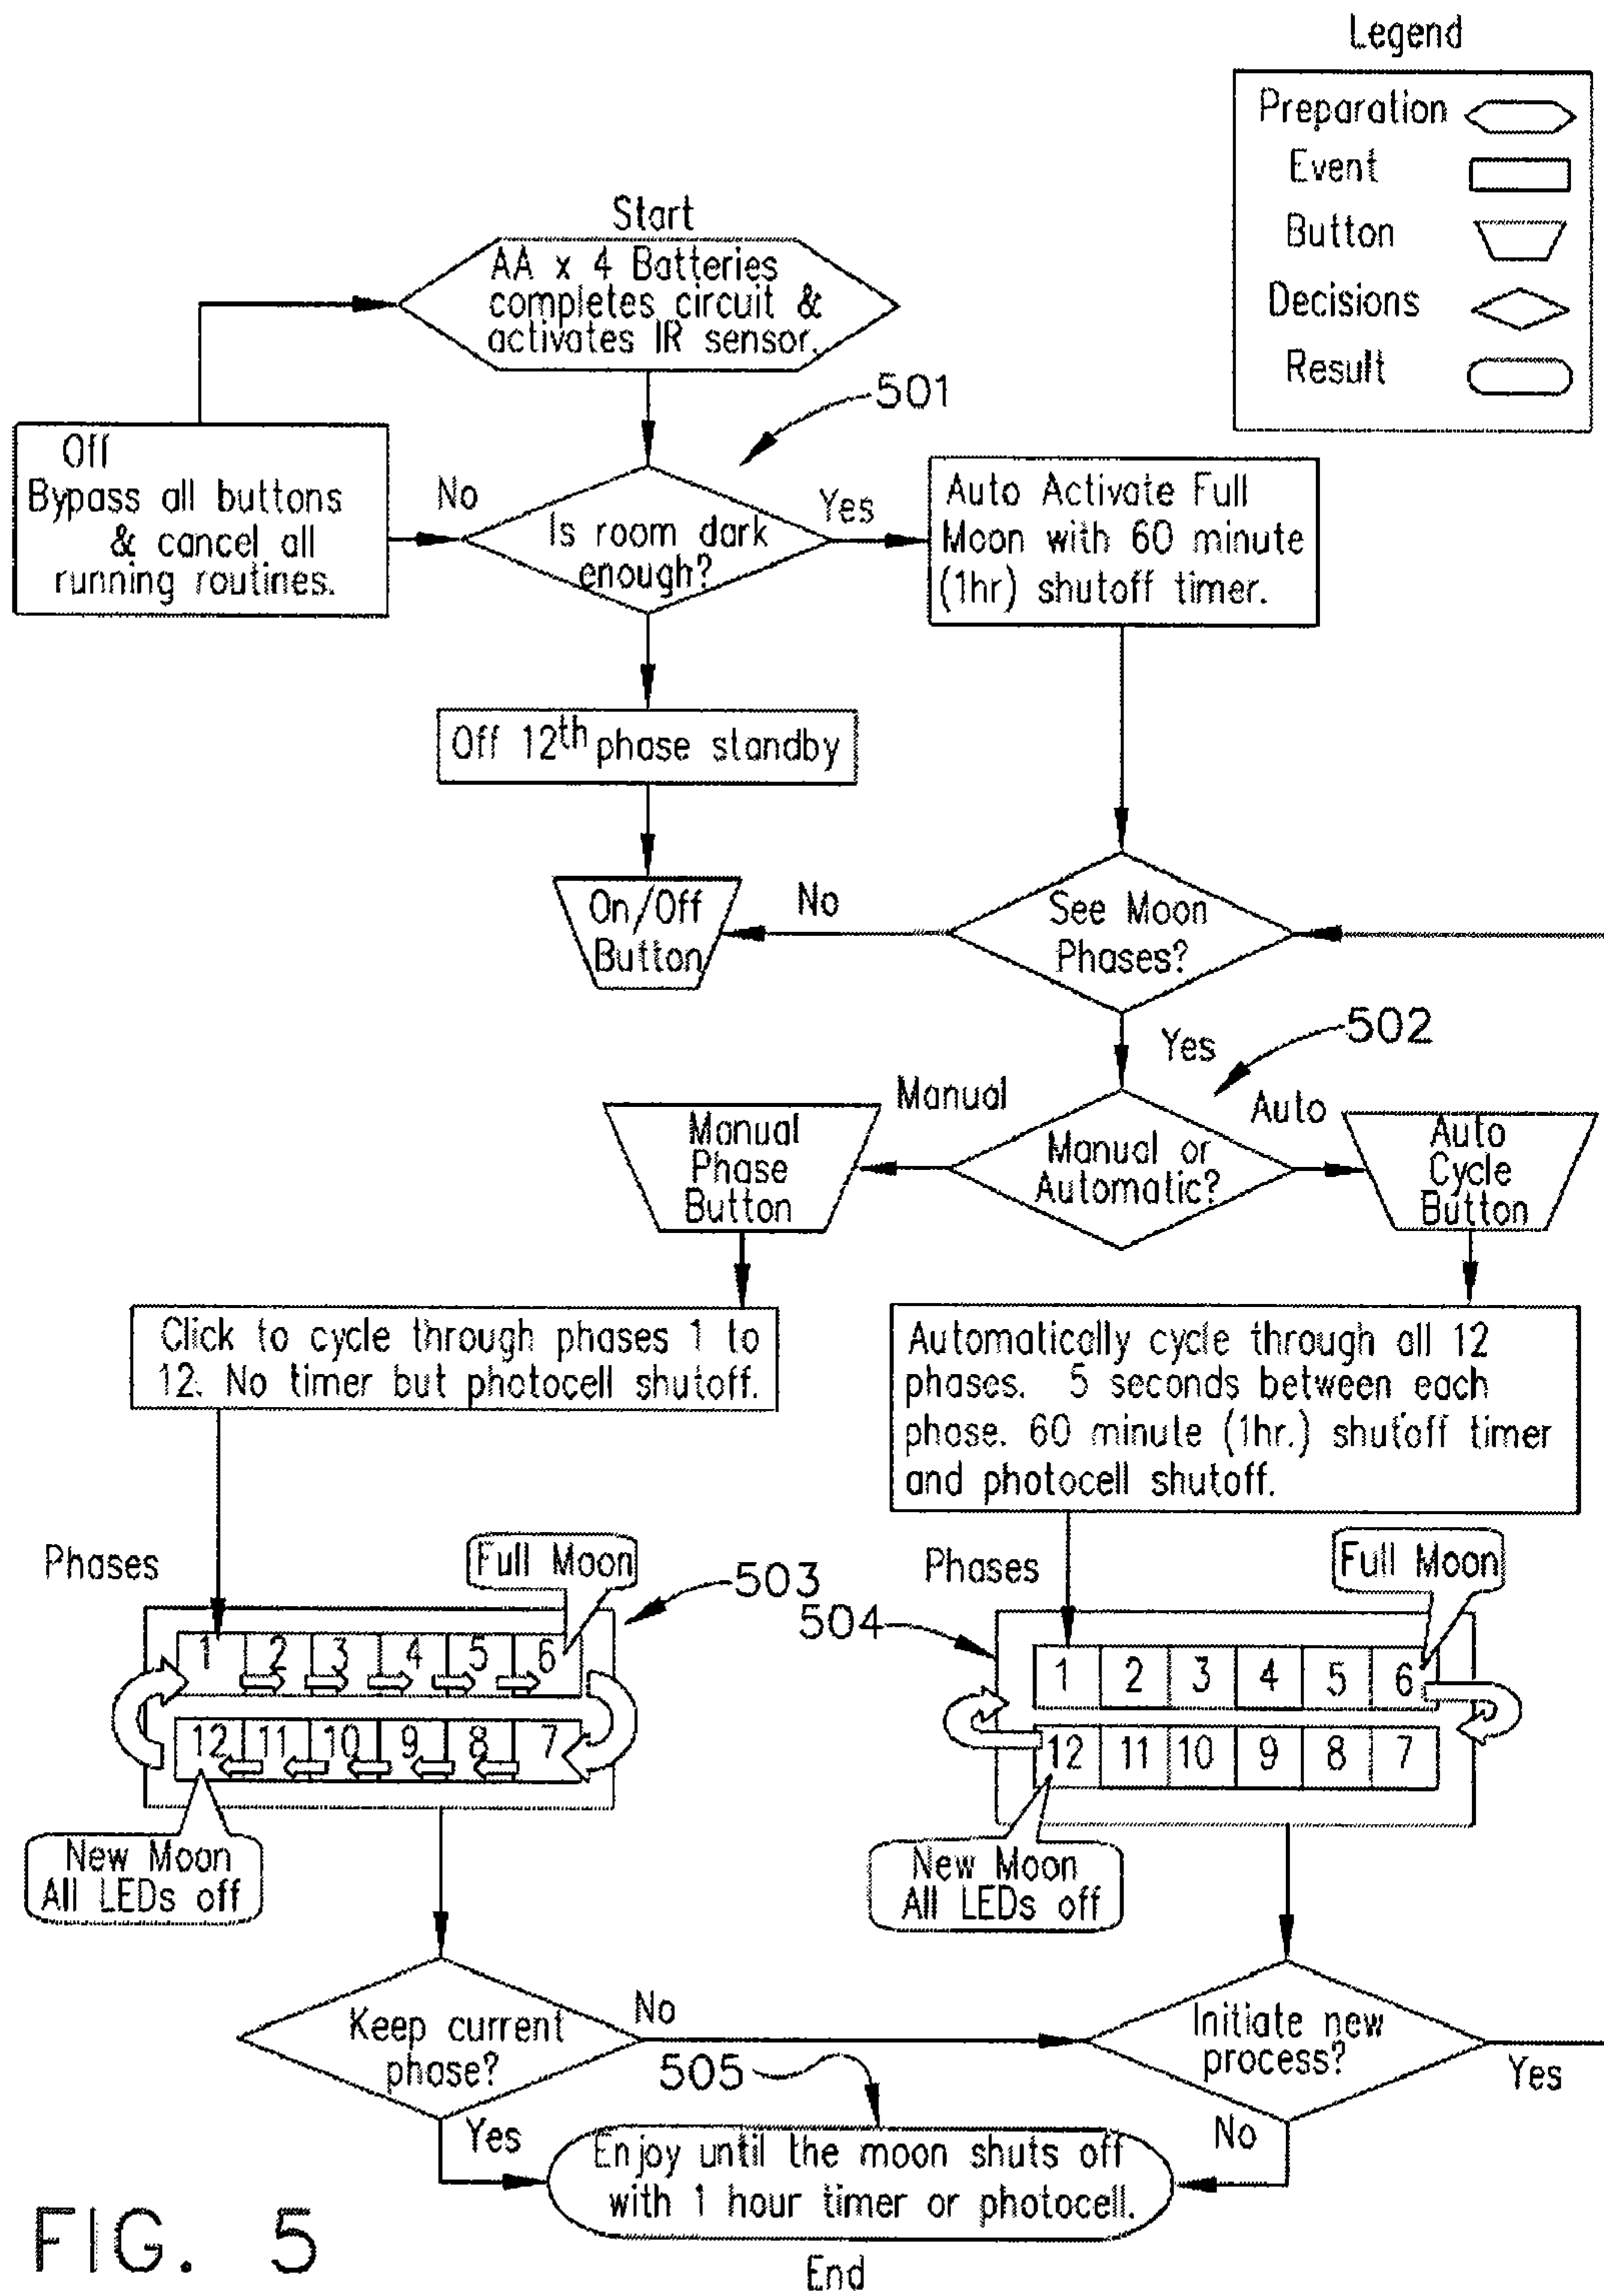 Legend
Preparation
Event
Button
Decisions
Result
Start
AA x 4 Batteries
completes circuit &
activates IR sensor.
501
Off
Bypass all buttons
& cancel all
running routines.
No
Is room dark
enough?
Yes
Auto Activate Full
Moon with 60 minute
(1hr) shutoff timer.
Off 12th phase standby
On/Off
Button
No
See Moon
Phases?
Yes
502
Manual
Manual
Phase
Button
Manual or
Automatic?
Auto
Auto
Cycle
Button
Click to cycle through phases 1 to
12. No timer but photocell shutoff.
Automatically cycle through all 12
phases. 5 seconds between each
phase. 60 minute (1hr.) shutoff timer
and photocell shutoff.
Phases
Full Moon
503
1 2 3 4 5 6
12 11 10 9 8 7
New Moon
All LEDs off
Phases
Full Moon
504
1 2 3 4 5 6
12 11 10 9 8 7
New Moon
All LEDs off
Keep current
phase?
No
Yes
505
Initiate new
process?
Yes
No
Enjoy until the moon shuts off
with 1 hour timer or photocell.
End
FIG. 5